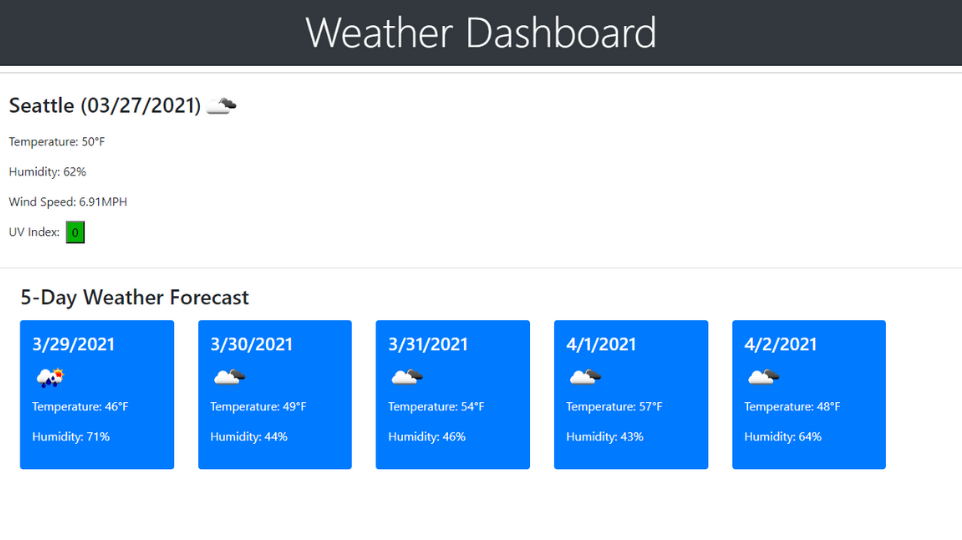 Weather Dashboard
Seattle (03/27/2021)
Temperature: 50°F
Humidity: 62%
Wind Speed: 6.91MPH
UV Index: 0
5-Day Weather Forecast
3/29/2021
Temperature: 46°F
Humidity: 71%
3/30/2021
Temperature: 49°F
Humidity: 44%
3/31/2021
Temperature: 54°F
Humidity: 46%
4/1/2021
Temperature: 57°F
Humidity: 43%
4/2/2021
Temperature: 48°F
Humidity: 64%